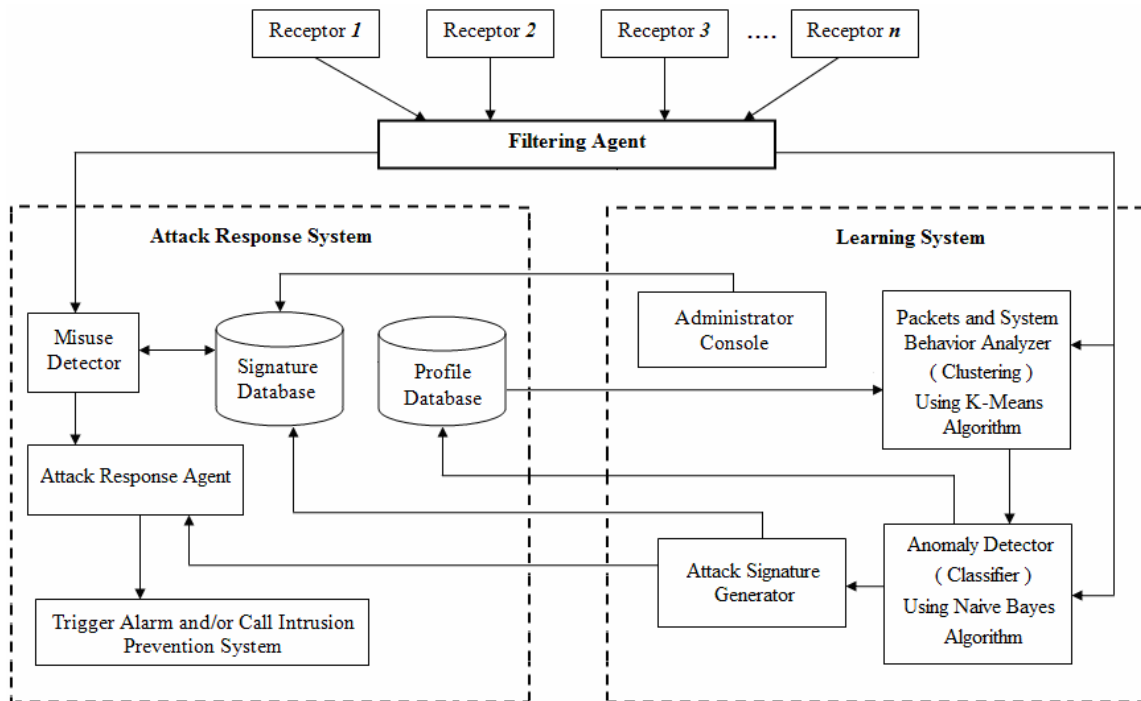 Receptor 1
Receptor 2
Receptor 3
....
Receptor n
Filtering Agent
Attack Response System
Misuse
Detector
Signature
Database
Profile
Database
Attack Response Agent
Trigger Alarm and/or Call Intrusion
Prevention System
Learning System
Administrator
Console
Packets and System
Behavior Analyzer
( Clustering )
Using K-Means
Algorithm
Attack Signature
Generator
Anomaly Detector
( Classifier )
Using Naive Bayes
Algorithm